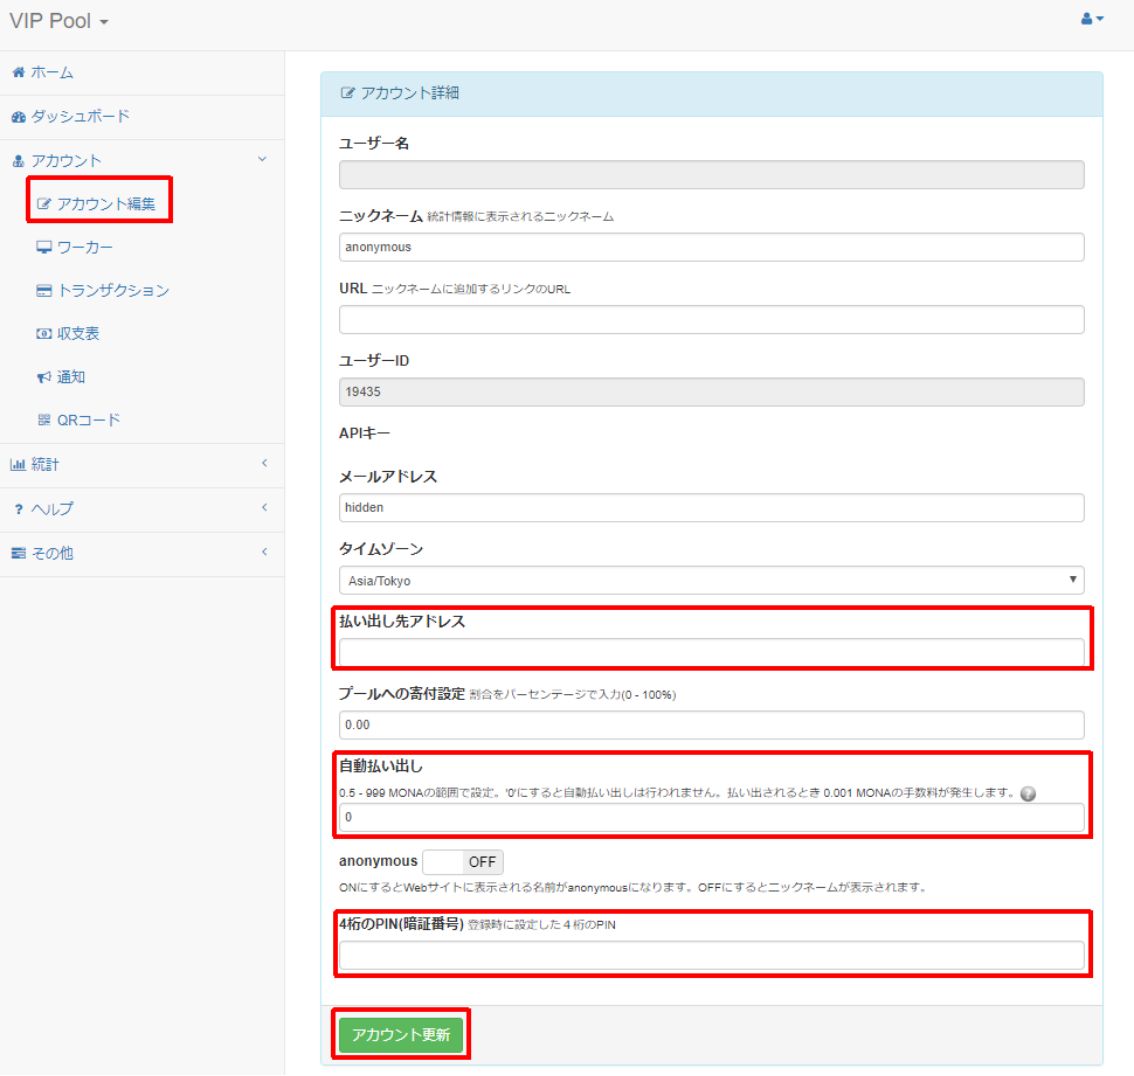 VIP Pool
ホーム
ダッシュボード
アカウント
アカウント編集
ワーカー
トランザクション
収支表
通知
QRコード
統計
ヘルプ
その他
アカウント詳細
ユーザー名
ニックネーム 統計情報に表示されるニックネーム
anonymous
URL ニックネームに追加するリンクのURL
ユーザーID
19435
APIキー
メールアドレス
hidden
タイムゾーン
Asia/Tokyo
払い出し先アドレス
プールへの寄付設定 割合をパーセンテージで入力(0 - 100%)
0.00
自動払い出し
0.5 - 999 MONAの範囲で設定。'0'にすると自動払い出しは行われません。払い出されるとき 0.001 MONAの手数料が発生します。
0
anonymous OFF
ONにするとWebサイトに表示される名前がanonymousになります。OFFにするとニックネームが表示されます。
4桁のPIN(暗証番号) 登録時に設定した４桁のPIN
アカウント更新